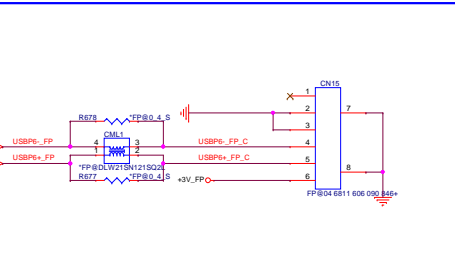 CN15
R678
*FP@0_4_S
1
2
7
3
CML1
USBP6-_FP
4
3
USBP6-_FP_C
4
USBP6+_FP
1
2
USBP6+_FP_C
5
*FP@DLW21SN121SQ2L
8
R677
*FP@0_4_S
+3V_FP
6
FP@04 6811 606 090 846+